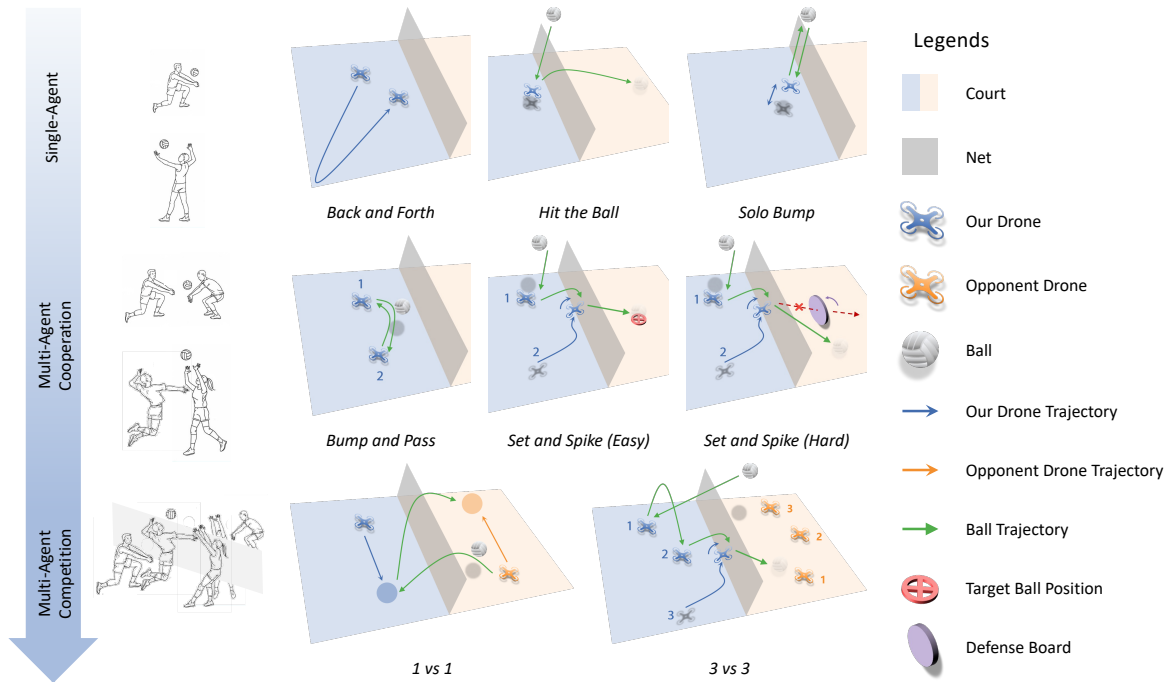 Single-Agent
Back and Forth
Hit the Ball
Solo Bump
Multi-Agent
Cooperation
1
2
Bump and Pass
1
2
Set and Spike (Easy)
1
2
Set and Spike (Hard)
Multi-Agent
Competition
1 vs 1
1
2
3
3
2
1
3 vs 3
Legends
Court
Net
Our Drone
Opponent Drone
Ball
Our Drone Trajectory
Opponent Drone Trajectory
Ball Trajectory
Target Ball Position
Defense Board